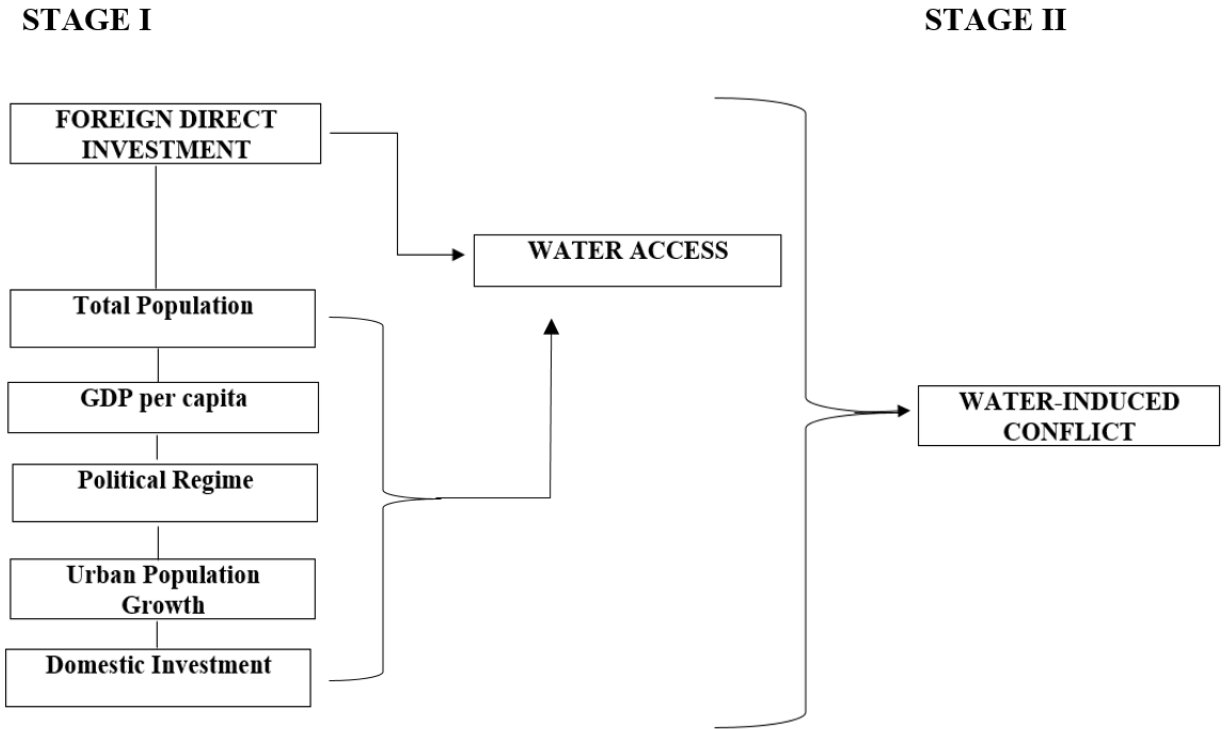 STAGE I
STAGE II
FOREIGN DIRECT
INVESTMENT
WATER ACCESS
Total Population
GDP per capita
WATER-INDUCED
CONFLICT
Political Regime
Urban Population
Growth
Domestic Investment